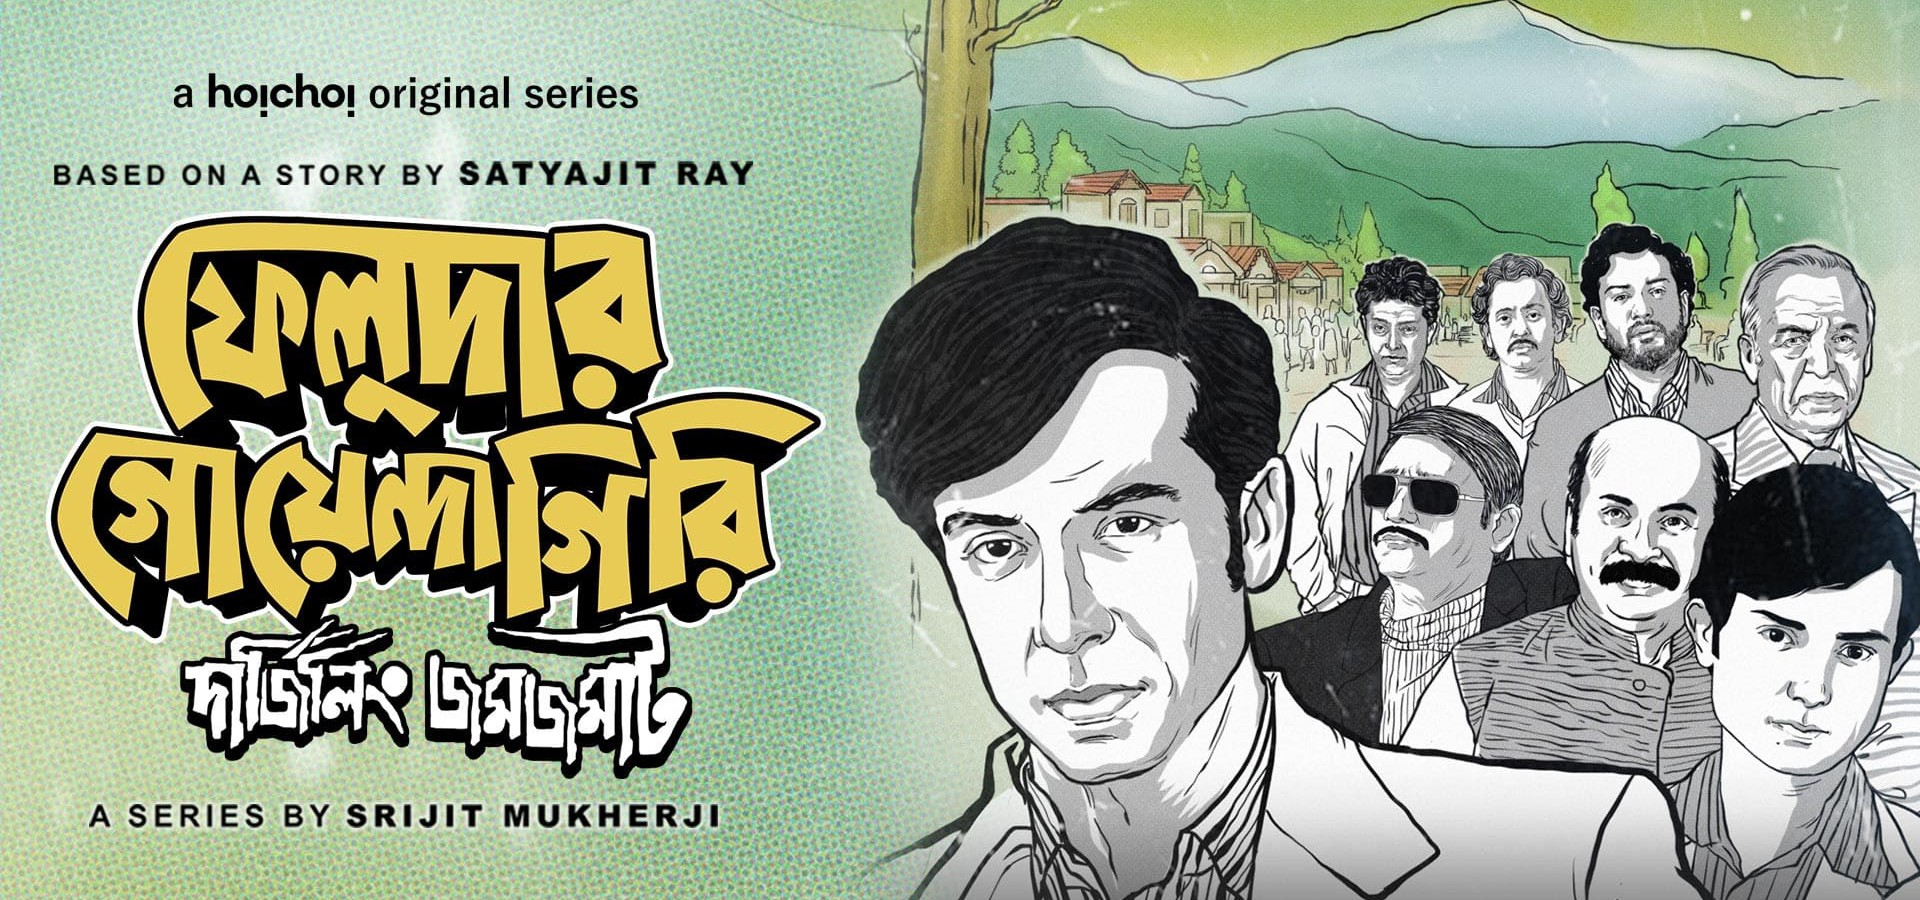 a hoichoi original series
BASED ON A STORY BY SATYAJIT RAY
ফেলুদার
গোয়েন্দাগিরি
দার্জিলিং জমজমাট
A SERIES BY SRIJIT MUKHERJI